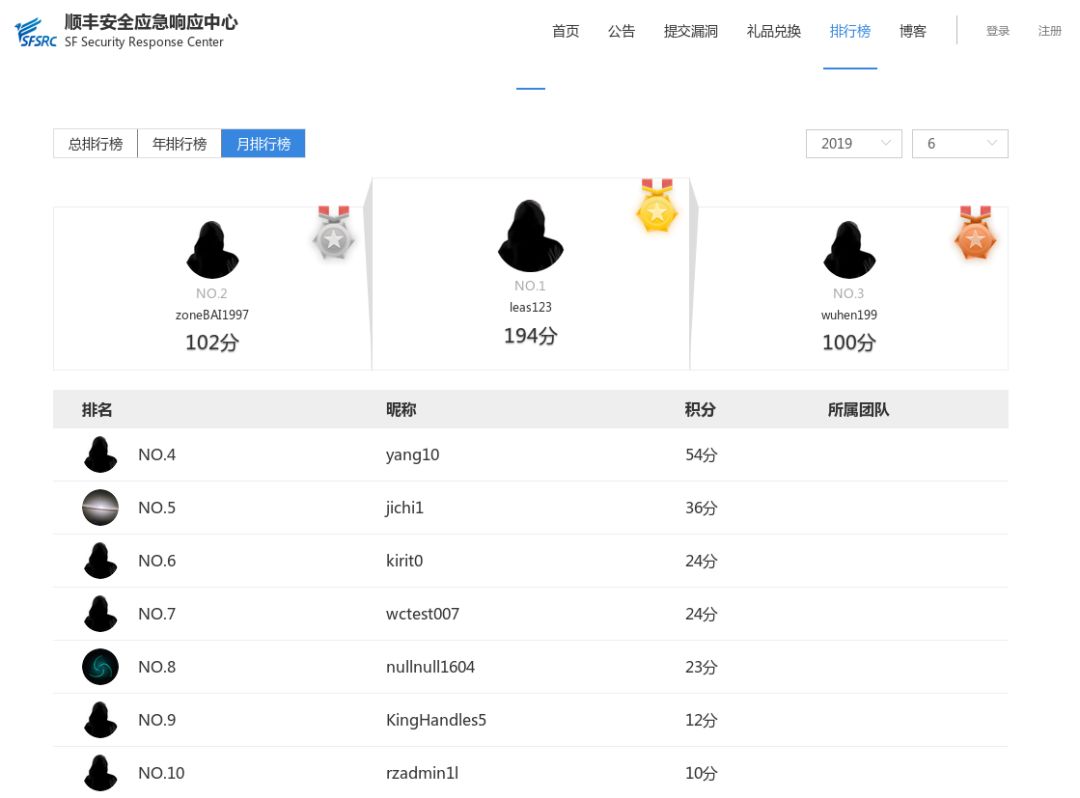 顺丰安全应急响应中心
SFSRC SF Security Response Center
首页 公告 提交漏洞 礼品兑换 排行榜 博客 登录 注册
总排行榜 年排行榜 月排行榜 2019 6
NO.2
zoneBAI1997
102分
NO.1
leas123
194分
NO.3
wuhen199
100分
排名 昵称 积分 所属团队
NO.4 yang10 54分
NO.5 jichi1 36分
NO.6 kirit0 24分
NO.7 wctest007 24分
NO.8 nullnull1604 23分
NO.9 KingHandles5 12分
NO.10 rzadmin1l 10分